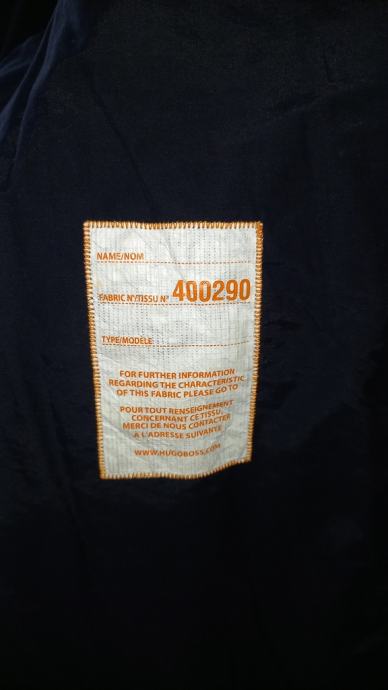 NAME/NOM
FABRIC N°/TISSU N° 400290
TYPE/MODÈLE
FOR FURTHER INFORMATION
REGARDING THE CHARACTERISTIC
OF THIS FABRIC PLEASE GO TO
POUR TOUT RENSEIGNEMENT
CONCERNANT CE TISSU,
MERCI DE NOUS CONTACTER
A L'ADRESSE SUIVANTE
WWW.HUGOBOSS.COM